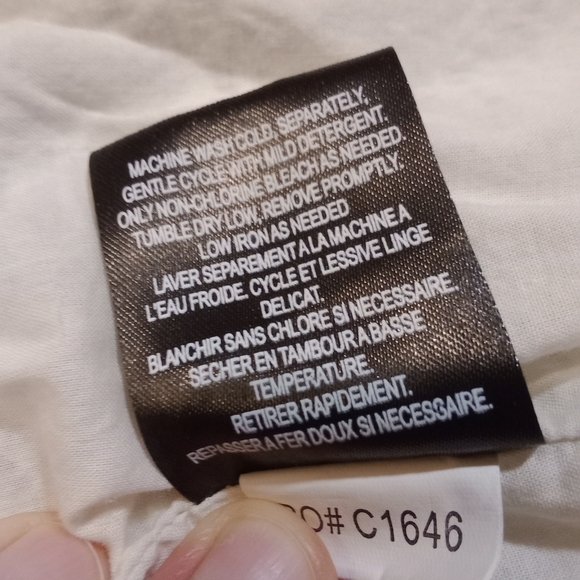 MACHINE WASH COLD, SEPARATELY,
GENTLE CYCLE WITH MILD DETERGENT.
ONLY NON-CHLORINE BLEACH AS NEEDED
TUMBLE DRY LOW. REMOVE PROMPTLY.
LOW IRON AS NEEDED
LAVER SEPAREMENT A LA MACHINE A
L'EAU FROIDE. CYCLE ET LESSIVE LINGE
DELICAT.
BLANCHIR SANS CHLORE SI NECESSAIRE.
SECHER EN TAMBOUR A BASSE
TEMPERATURE.
RETIRER RAPIDEMENT.
REPASSER A FER DOUX SI NECESSAIRE.
O# C1646